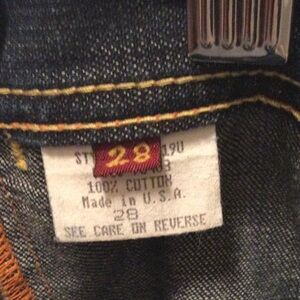 28
100% COTTON
Made in U.S.A.
28
SEE CARE ON REVERSE